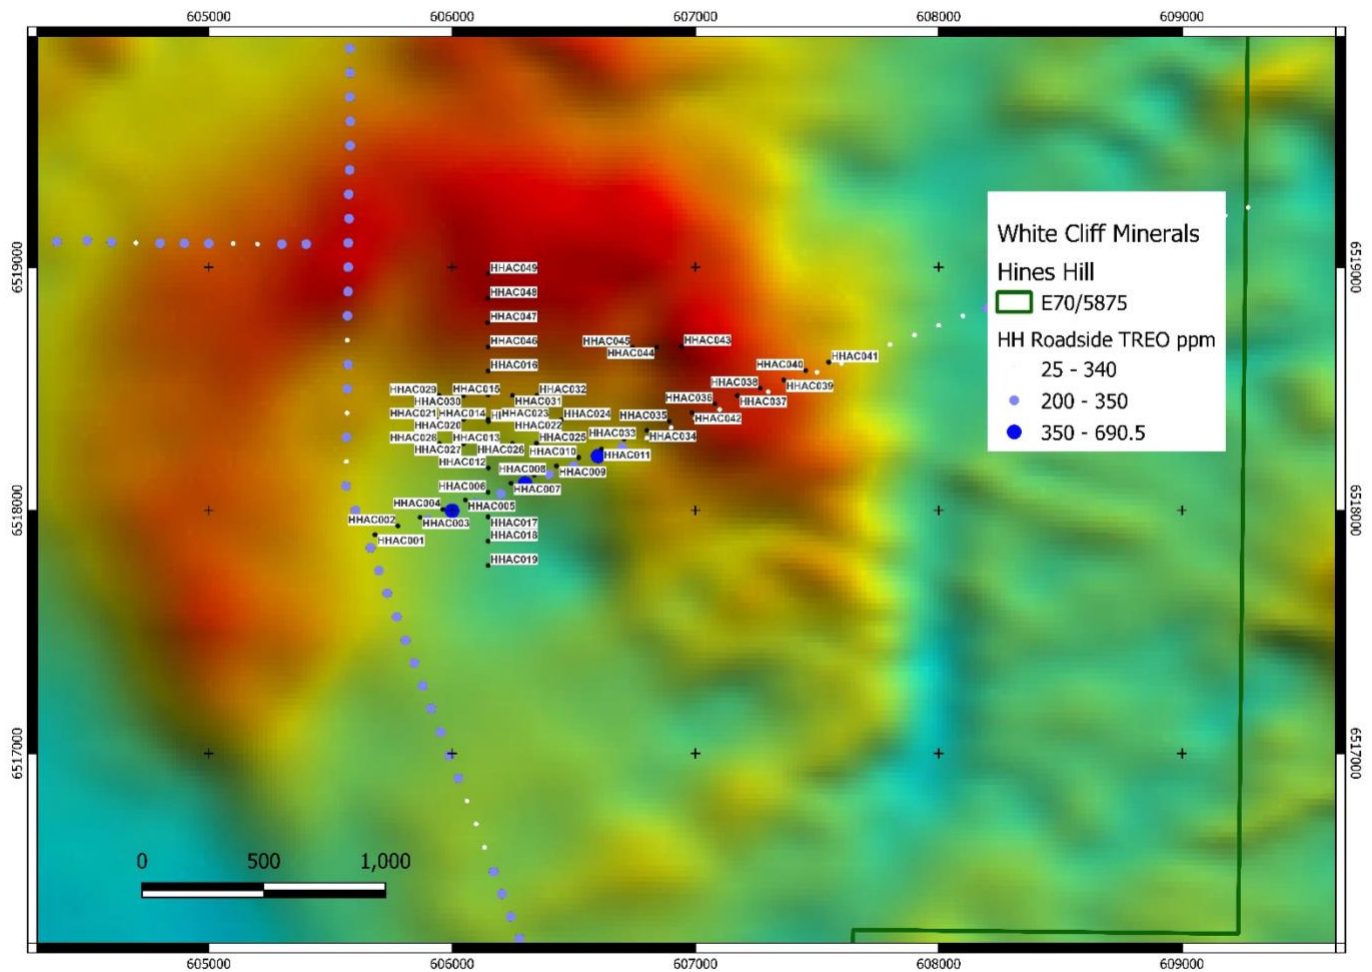 605000 606000 607000 608000 609000
6519000 6519000
6518000 6518000
6517000 6517000
White Cliff Minerals
Hines Hill
E70/5875
HH Roadside TREO ppm
25 - 340
200 - 350
350 - 690.5
HHAC049
HHAC048
HHAC047
HHAC046
HHAC045 HHAC043
HHAC044
HHAC041
HHAC040
HHAC016
HHAC038 HHAC039
HHAC029 HHAC015 HHAC032
HHAC030 HHAC031 HHAC036 HHAC037
HHAC021 HHAC014 HHAC023 HHAC024 HHAC035 HHAC042
HHAC020 HHAC022
HHAC028 HHAC013 HHAC025 HHAC033 HHAC034
HHAC027 HHAC026 HHAC010 HHAC011
HHAC012 HHAC008 HHAC009
HHAC006 HHAC007
HHAC004 HHAC005
HHAC002 HHAC003 HHAC017
HHAC001 HHAC018
HHAC019
0 500 1,000
605000 606000 607000 608000 609000